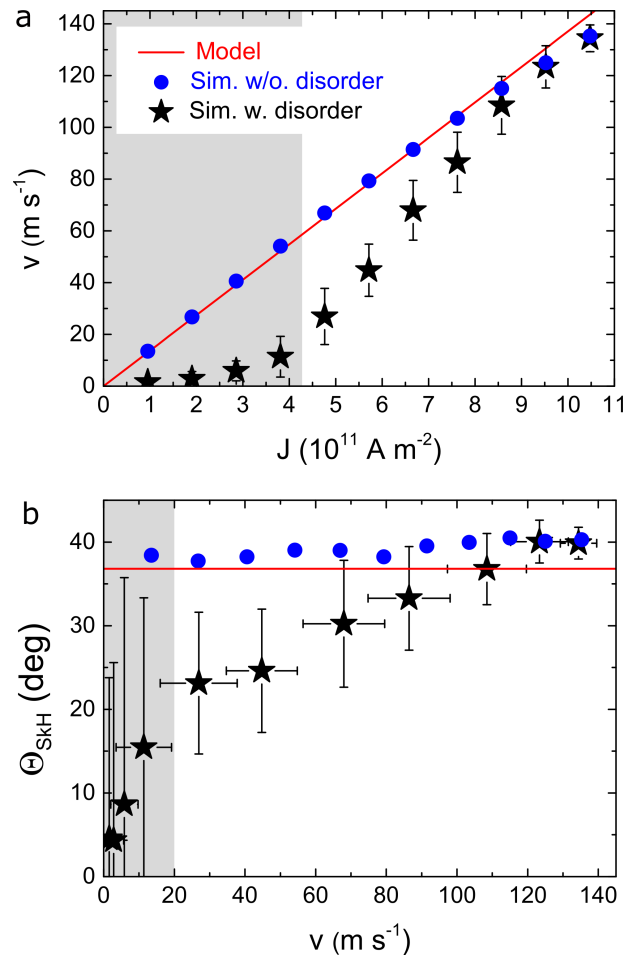 a
140
120
100
80
60
40
20
0
v (m s⁻¹)
Model
Sim. w/o. disorder
Sim. w. disorder
0 1 2 3 4 5 6 7 8 9 10 11
J (10¹¹ A m⁻²)
b
40
30
20
10
0
Θ_SkH (deg)
0 20 40 60 80 100 120 140
v (m s⁻¹)